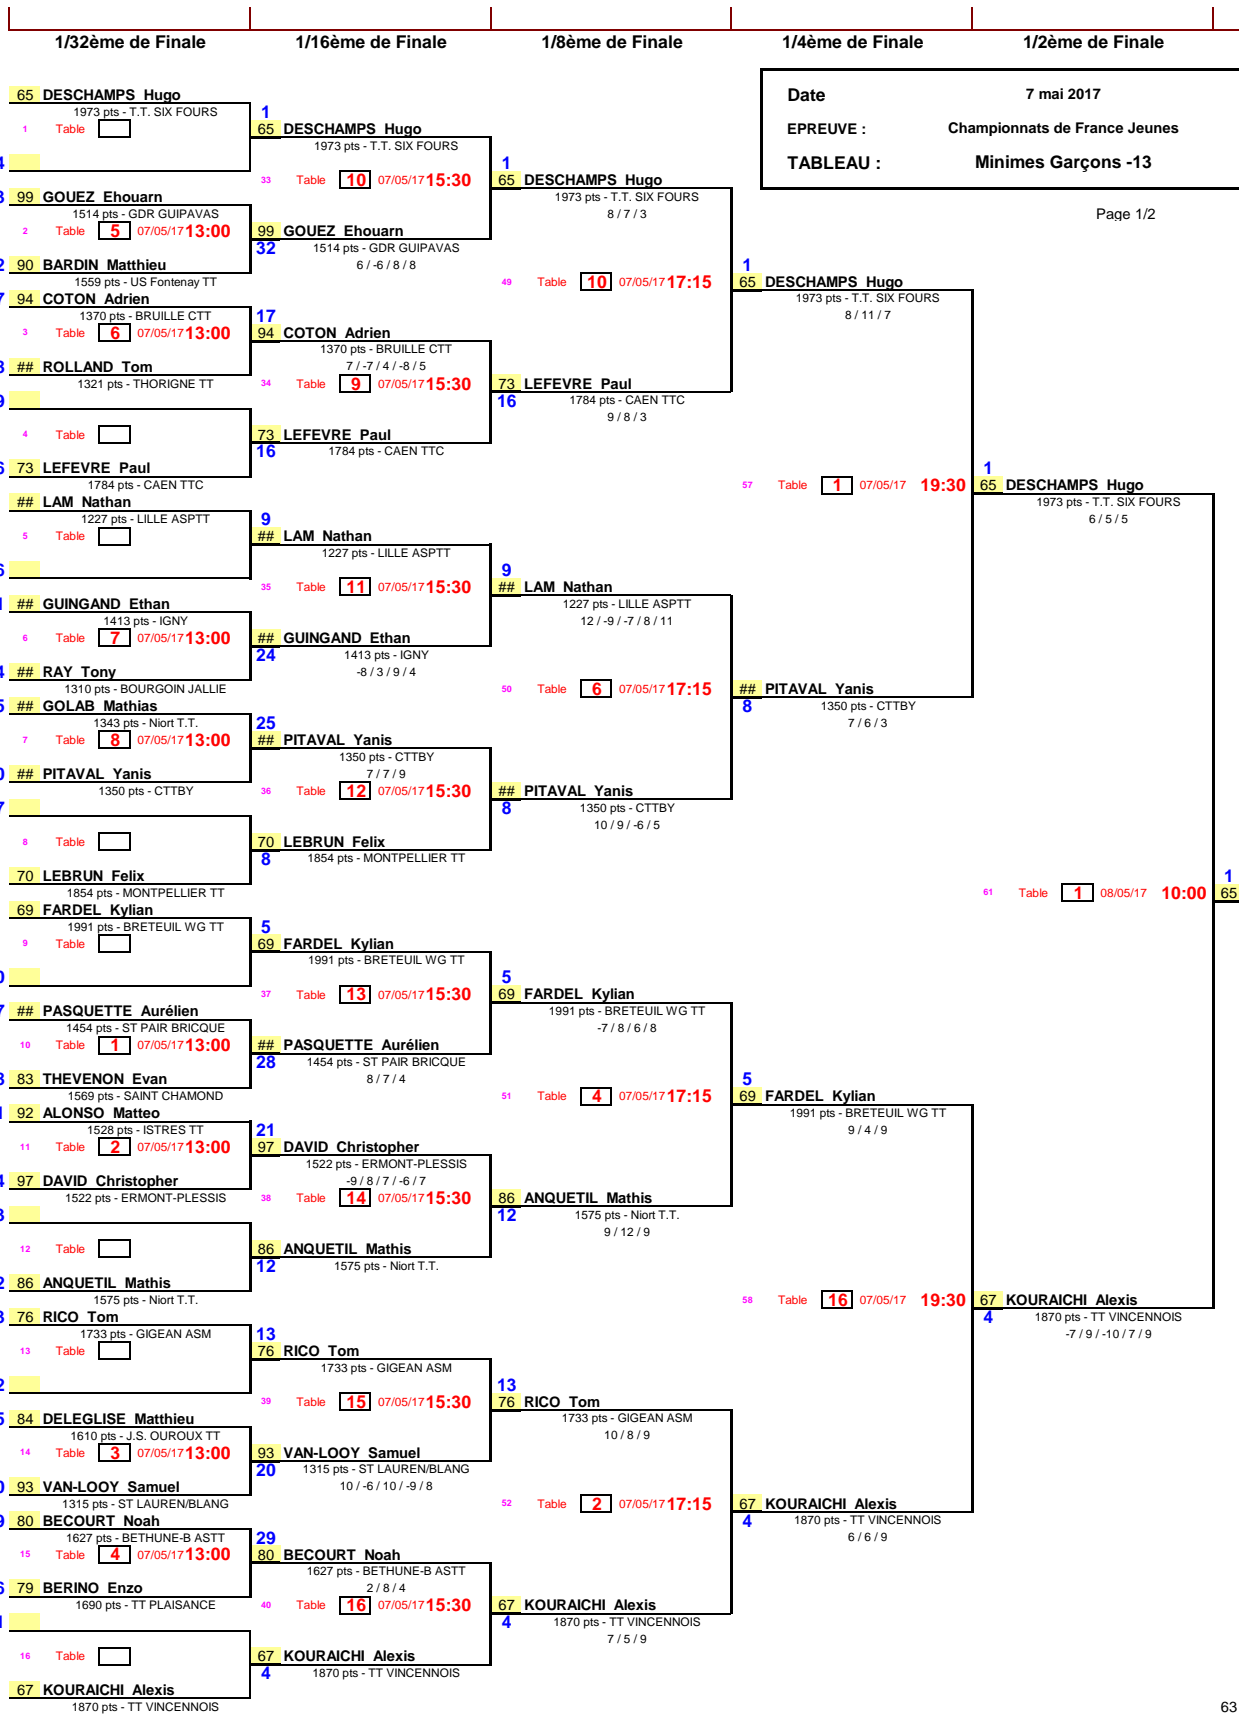 1/32ème de Finale 1/16ème de Finale 1/8ème de Finale 1/4ème de Finale 1/2ème de Finale
Date 7 mai 2017
EPREUVE : Championnats de France Jeunes
TABLEAU : Minimes Garçons -13
Page 1/2
65 DESCHAMPS Hugo
1973 pts - T.T. SIX FOURS
1 Table
4
3 99 GOUEZ Ehouarn
1514 pts - GDR GUIPAVAS
2 Table 5 07/05/17 13:00
2 90 BARDIN Matthieu
1559 pts - US Fontenay TT
7 94 COTON Adrien
1370 pts - BRUILLE CTT
3 Table 6 07/05/17 13:00
## ROLLAND Tom
1321 pts - THORIGNE TT
9
4 Table
6 73 LEFEVRE Paul
1784 pts - CAEN TTC
## LAM Nathan
1227 pts - LILLE ASPTT
5 Table
6
## GUINGAND Ethan
1413 pts - IGNY
6 Table 7 07/05/17 13:00
4 ## RAY Tony
1310 pts - BOURGOIN JALLIE
5 ## GOLAB Mathias
1343 pts - Niort T.T.
7 Table 8 07/05/17 13:00
0 ## PITAVAL Yanis
1350 pts - CTTBY
7
8 Table
70 LEBRUN Felix
1854 pts - MONTPELLIER TT
69 FARDEL Kylian
1991 pts - BRETEUIL WG TT
9 Table
0
7 ## PASQUETTE Aurélien
1454 pts - ST PAIR BRICQUE
10 Table 1 07/05/17 13:00
83 THEVENON Evan
1569 pts - SAINT CHAMOND
92 ALONSO Matteo
1528 pts - ISTRES TT
11 Table 2 07/05/17 13:00
4 97 DAVID Christopher
1522 pts - ERMONT-PLESSIS
3
12 Table
2 86 ANQUETIL Mathis
1575 pts - Niort T.T.
3 76 RICO Tom
1733 pts - GIGEAN ASM
13 Table
2
5 84 DELEGLISE Matthieu
1610 pts - J.S. OUROUX TT
14 Table 3 07/05/17 13:00
0 93 VAN-LOOY Samuel
1315 pts - ST LAUREN/BLANG
9 80 BECOURT Noah
1627 pts - BETHUNE-B ASTT
15 Table 4 07/05/17 13:00
6 79 BERINO Enzo
1690 pts - TT PLAISANCE
16 Table
67 KOURAICHI Alexis
1870 pts - TT VINCENNOIS
1
65 DESCHAMPS Hugo
1973 pts - T.T. SIX FOURS
33 Table 10 07/05/17 15:30
99 GOUEZ Ehouarn
32 1514 pts - GDR GUIPAVAS
6 / -6 / 8 / 8
17
94 COTON Adrien
1370 pts - BRUILLE CTT
7 / -7 / 4 / -8 / 5
34 Table 9 07/05/17 15:30
73 LEFEVRE Paul
16 1784 pts - CAEN TTC
9
## LAM Nathan
1227 pts - LILLE ASPTT
35 Table 11 07/05/17 15:30
## GUINGAND Ethan
24 1413 pts - IGNY
-8 / 3 / 9 / 4
25
## PITAVAL Yanis
1350 pts - CTTBY
7 / 7 / 9
36 Table 12 07/05/17 15:30
70 LEBRUN Felix
8 1854 pts - MONTPELLIER TT
5
69 FARDEL Kylian
1991 pts - BRETEUIL WG TT
37 Table 13 07/05/17 15:30
## PASQUETTE Aurélien
28 1454 pts - ST PAIR BRICQUE
8 / 7 / 4
21
97 DAVID Christopher
1522 pts - ERMONT-PLESSIS
-9 / 8 / 7 / -6 / 7
38 Table 14 07/05/17 15:30
86 ANQUETIL Mathis
12 1575 pts - Niort T.T.
13
76 RICO Tom
1733 pts - GIGEAN ASM
39 Table 15 07/05/17 15:30
93 VAN-LOOY Samuel
20 1315 pts - ST LAUREN/BLANG
10 / -6 / 10 / -9 / 8
29
80 BECOURT Noah
1627 pts - BETHUNE-B ASTT
2 / 8 / 4
40 Table 16 07/05/17 15:30
67 KOURAICHI Alexis
4 1870 pts - TT VINCENNOIS
1
65 DESCHAMPS Hugo
1973 pts - T.T. SIX FOURS
8 / 7 / 3
49 Table 10 07/05/17 17:15
73 LEFEVRE Paul
16 1784 pts - CAEN TTC
9 / 8 / 3
9
## LAM Nathan
1227 pts - LILLE ASPTT
12 / -9 / -7 / 8 / 11
50 Table 6 07/05/17 17:15
## PITAVAL Yanis
8 1350 pts - CTTBY
10 / 9 / -6 / 5
5
69 FARDEL Kylian
1991 pts - BRETEUIL WG TT
-7 / 8 / 6 / 8
51 Table 4 07/05/17 17:15
86 ANQUETIL Mathis
12 1575 pts - Niort T.T.
9 / 12 / 9
13
76 RICO Tom
1733 pts - GIGEAN ASM
10 / 8 / 9
52 Table 2 07/05/17 17:15
67 KOURAICHI Alexis
4 1870 pts - TT VINCENNOIS
7 / 5 / 9
1
65 DESCHAMPS Hugo
1973 pts - T.T. SIX FOURS
8 / 11 / 7
57 Table 1 07/05/17 19:30
## PITAVAL Yanis
8 1350 pts - CTTBY
7 / 6 / 3
5
69 FARDEL Kylian
1991 pts - BRETEUIL WG TT
9 / 4 / 9
58 Table 16 07/05/17 19:30
67 KOURAICHI Alexis
4 1870 pts - TT VINCENNOIS
6 / 6 / 9
1
65 DESCHAMPS Hugo
1973 pts - T.T. SIX FOURS
6 / 5 / 5
61 Table 1 08/05/17 10:00
67 KOURAICHI Alexis
4 1870 pts - TT VINCENNOIS
-7 / 9 / -10 / 7 / 9
1
65
63